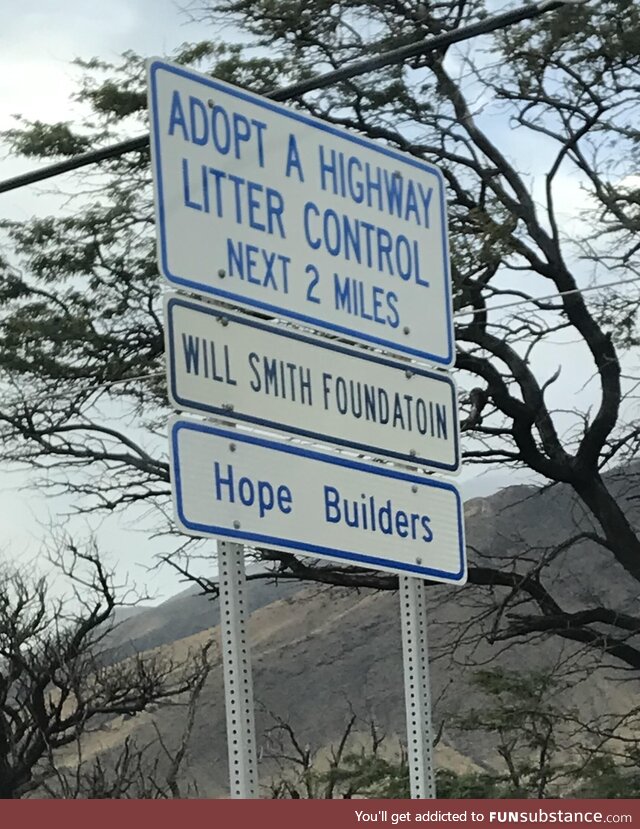 ADOPT A HIGHWAY
LITTER CONTROL
NEXT 2 MILES
WILL SMITH FOUNDATOIN
Hope Builders
You'll get addicted to FUNsubstance.com